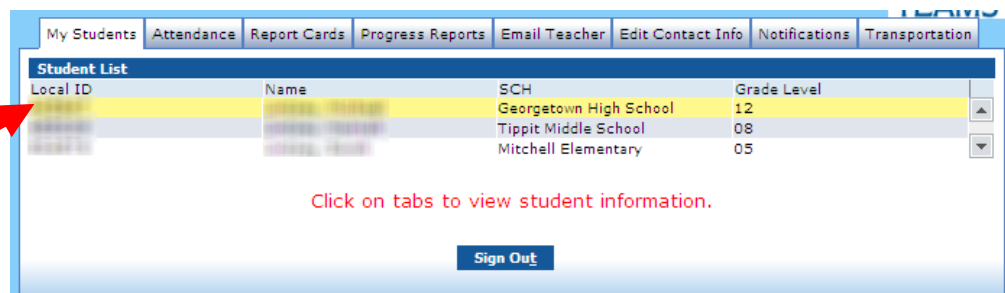 TEAMS
My Students Attendance Report Cards Progress Reports Email Teacher Edit Contact Info Notifications Transportation
Student List
Local ID Name SCH Grade Level
Georgetown High School 12
Tippit Middle School 08
Mitchell Elementary 05
Click on tabs to view student information.
Sign Out